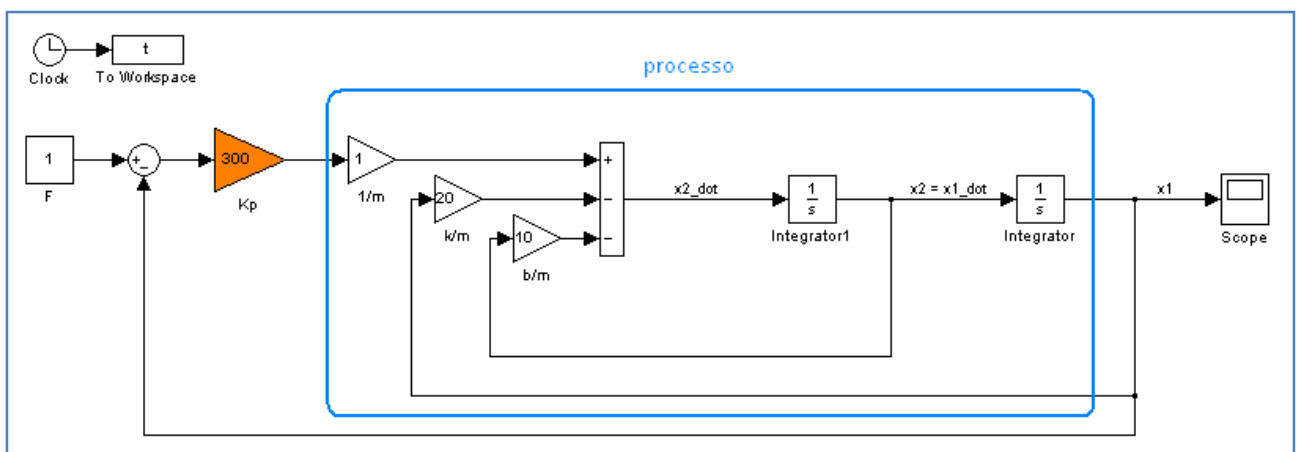 t
Clock
To Workspace
processo
1
F
+
−
300
Kp
1
1/m
20
k/m
10
b/m
+
−
−
x2_dot
1
s
Integrator1
x2 = x1_dot
1
s
Integrator
x1
Scope